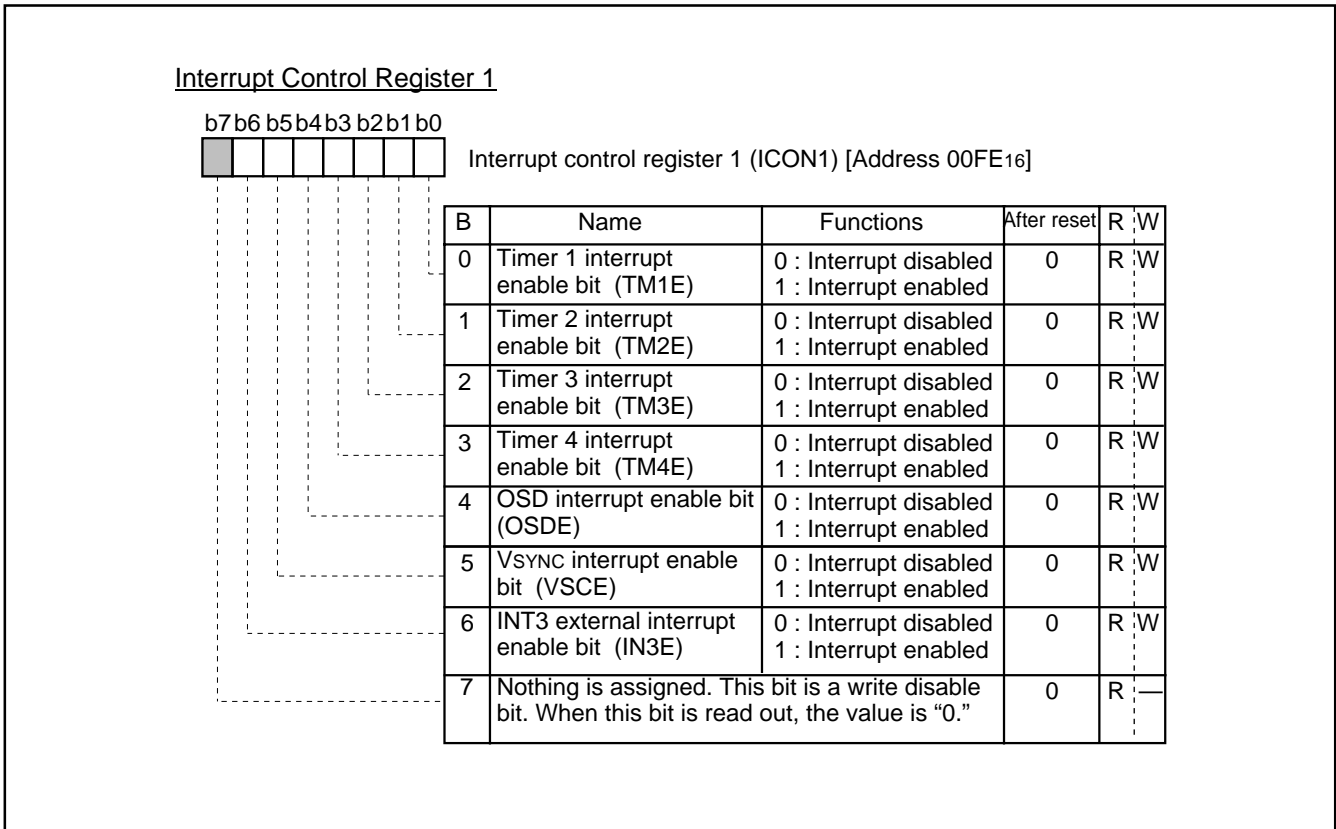 Interrupt Control Register 1
b7 b6 b5 b4 b3 b2 b1 b0
Interrupt control register 1 (ICON1) [Address 00FE16]
B Name Functions After reset R W
0 Timer 1 interrupt enable bit (TM1E) 0 : Interrupt disabled 0 R W
1 : Interrupt enabled
1 Timer 2 interrupt enable bit (TM2E) 0 : Interrupt disabled 0 R W
1 : Interrupt enabled
2 Timer 3 interrupt enable bit (TM3E) 0 : Interrupt disabled 0 R W
1 : Interrupt enabled
3 Timer 4 interrupt enable bit (TM4E) 0 : Interrupt disabled 0 R W
1 : Interrupt enabled
4 OSD interrupt enable bit (OSDE) 0 : Interrupt disabled 0 R W
1 : Interrupt enabled
5 VSYNC interrupt enable bit (VSCE) 0 : Interrupt disabled 0 R W
1 : Interrupt enabled
6 INT3 external interrupt enable bit (IN3E) 0 : Interrupt disabled 0 R W
1 : Interrupt enabled
7 Nothing is assigned. This bit is a write disable 0 R —
bit. When this bit is read out, the value is “0.”